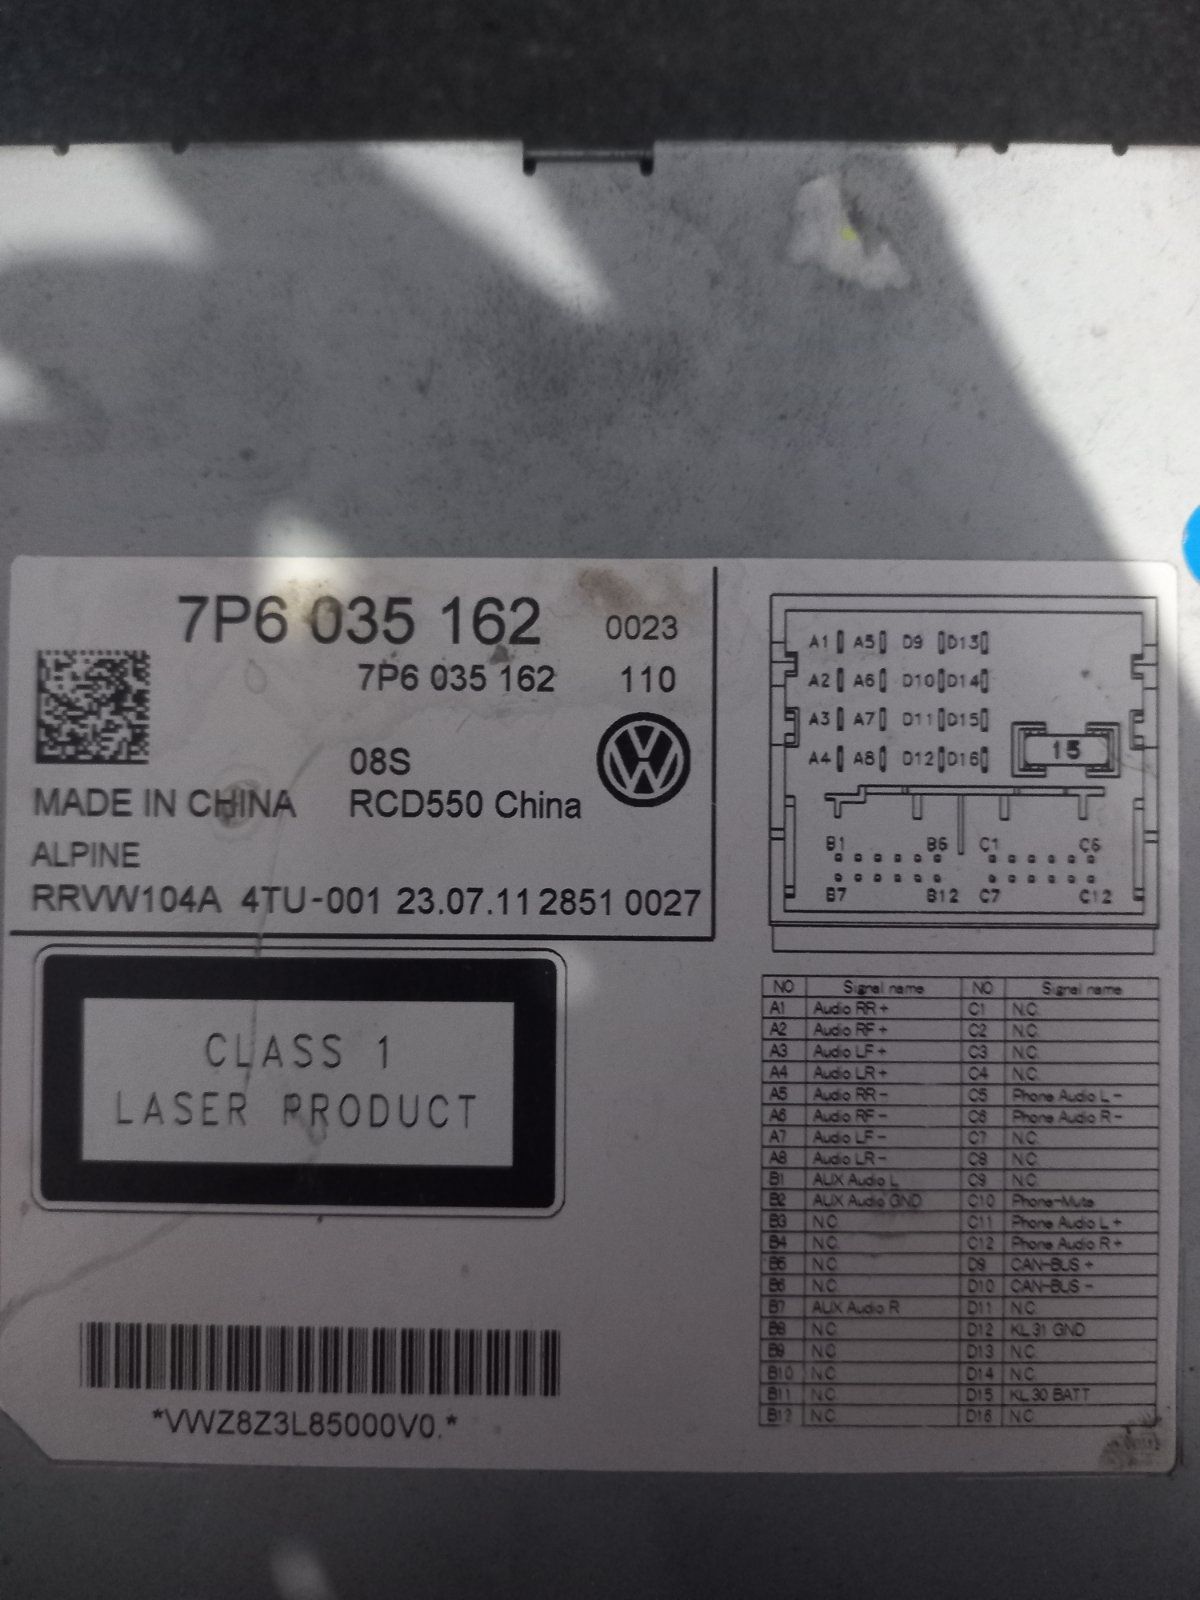 7P6 035 162 0023
7P6 035 162 110
08S
MADE IN CHINA RCD550 China
ALPINE
RRVW104A 4TU-001 23.07.11 2851 0027
CLASS 1
LASER PRODUCT
*VWZ8Z3L85000V0.*
A1 A5 D9 D13
A2 A6 D10 D14
A3 A7 D11 D15
A4 A8 D12 D16
15
B1 B6 C1 C6
B7 B12 C7 C12
NO Signal name NO Signal name
A1 Audio RR+ C1 N.C.
A2 Audio RF+ C2 N.C.
A3 Audio LF+ C3 N.C.
A4 Audio LR+ C4 N.C.
A5 Audio RR- C5 Phone Audio L-
A6 Audio RF- C6 Phone Audio R-
A7 Audio LF- C7 N.C.
A8 Audio LR- C8 N.C.
B1 AUX Audio L C9 N.C.
B2 AUX Audio GND C10 Phone-Mute
B3 N.C. C11 Phone Audio L+
B4 N.C. C12 Phone Audio R+
B5 N.C. D9 CAN-BUS+
B6 N.C. D10 CAN-BUS-
B7 AUX Audio R D11 N.C.
B8 N.C. D12 KL31 GND
B9 N.C. D13 N.C.
B10 N.C. D14 N.C.
B11 N.C. D15 KL30 BATT
B12 N.C. D16 N.C.